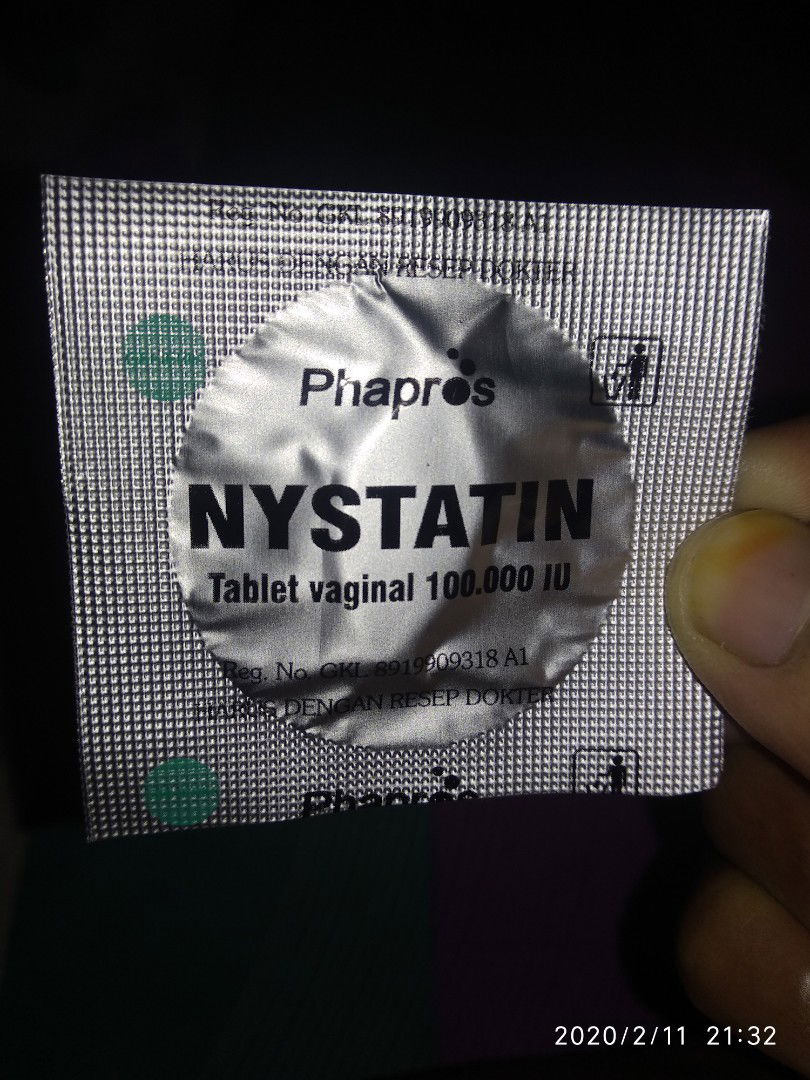 Reg. No. GKL 8919909318 A1
HARUS DENGAN RESEP DOKTER
Phapros
NYSTATIN
Tablet vaginal 100.000 IU
Reg. No. GKL 8919909318 A1
HARUS DENGAN RESEP DOKTER
Phapros
2020/2/11 21:32